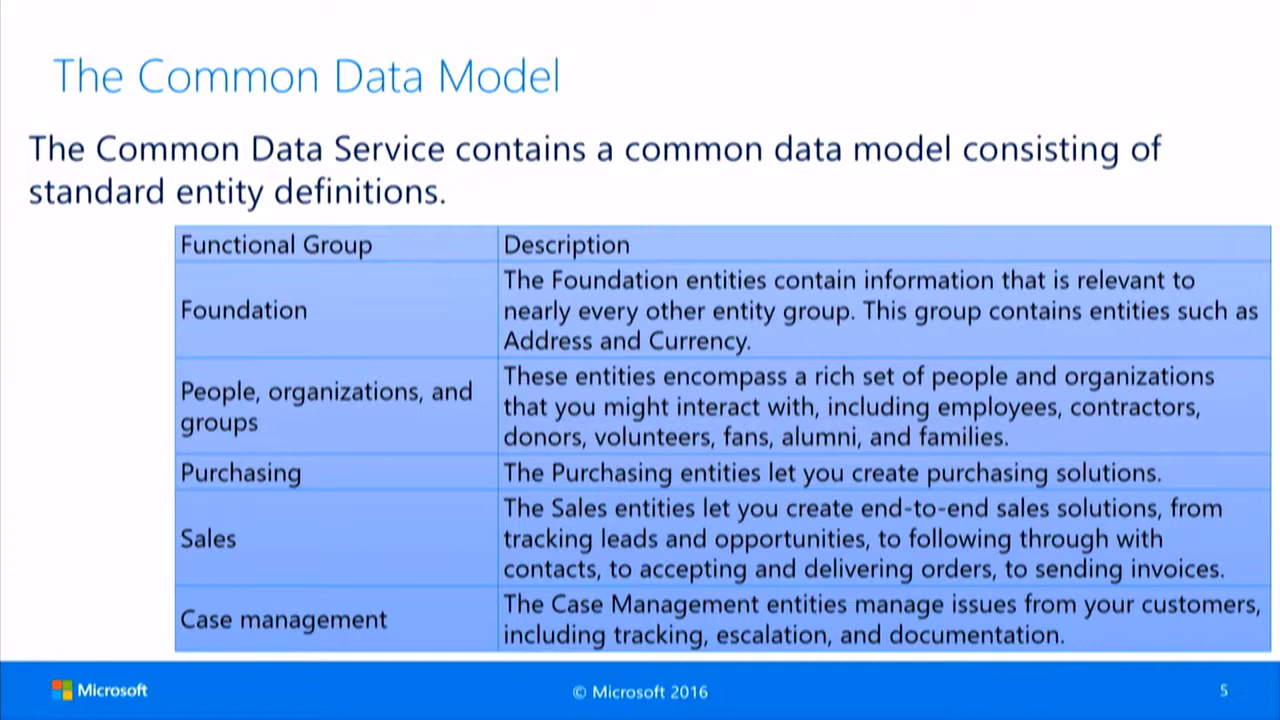 The Common Data Model
The Common Data Service contains a common data model consisting of
standard entity definitions.
Functional Group
Description
Foundation
The Foundation entities contain information that is relevant to
nearly every other entity group. This group contains entities such as
Address and Currency.
People, organizations, and
groups
These entities encompass a rich set of people and organizations
that you might interact with, including employees, contractors,
donors, volunteers, fans, alumni, and families.
Purchasing
The Purchasing entities let you create purchasing solutions.
Sales
The Sales entities let you create end-to-end sales solutions, from
tracking leads and opportunities, to following through with
contacts, to accepting and delivering orders, to sending invoices.
Case management
The Case Management entities manage issues from your customers,
including tracking, escalation, and documentation.
Microsoft
© Microsoft 2016
5